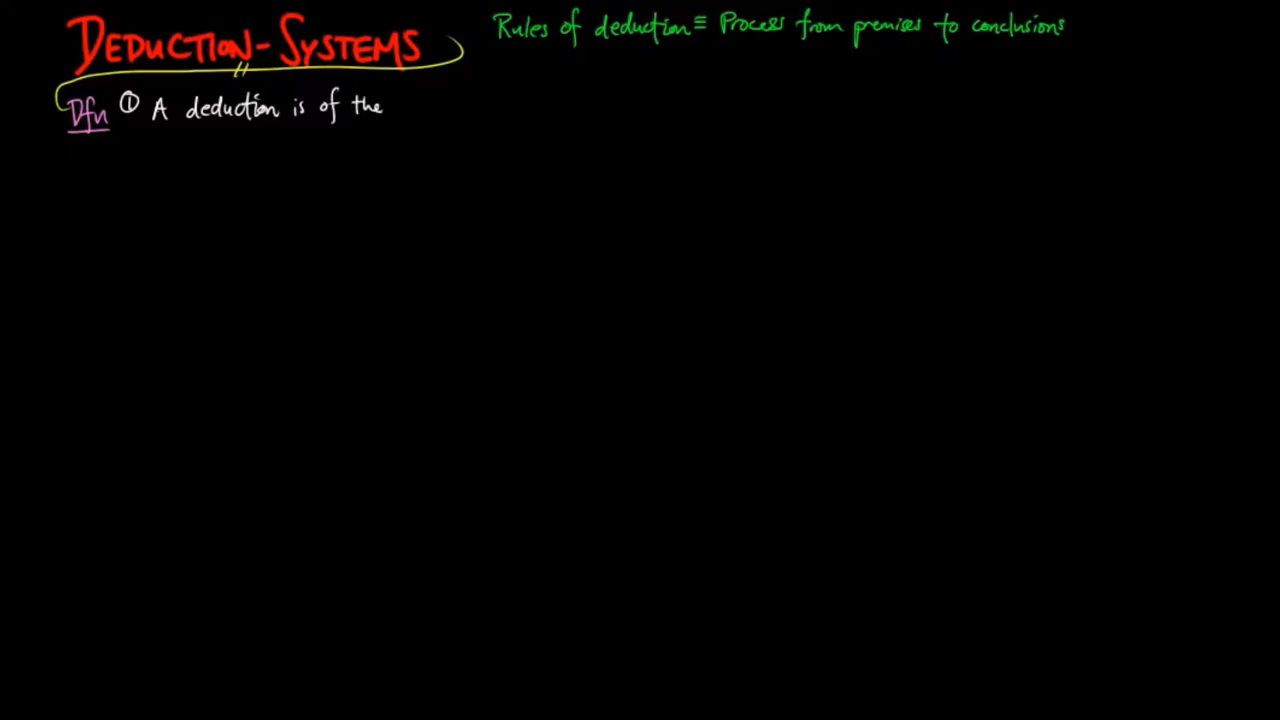 DEDUCTION-SYSTEMS
Rules of deduction ≡ Process from premises to conclusions
Dfn ① A deduction is of the